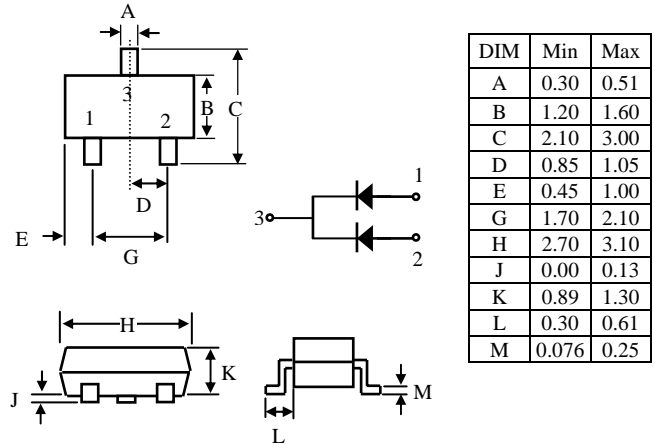 A
3
1 2
B
C
D
E
G
3
1
2
H
K
J
M
L
DIM Min Max
A 0.30 0.51
B 1.20 1.60
C 2.10 3.00
D 0.85 1.05
E 0.45 1.00
G 1.70 2.10
H 2.70 3.10
J 0.00 0.13
K 0.89 1.30
L 0.30 0.61
M 0.076 0.25